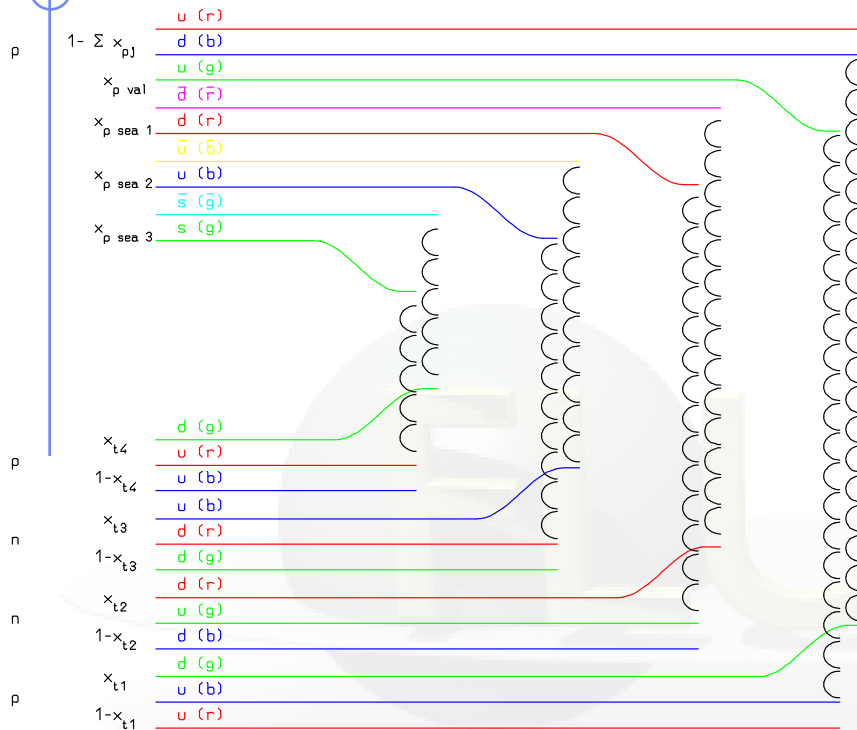 u (r)
1- Σ x_pj d (b)
p
u (g)
x_p val
d̄ (r̄)
x_p sea 1 d (r)
ū (b̄)
x_p sea 2 u (b)
s̄ (ḡ)
x_p sea 3 s (g)
d (g)
x_t4
u (r)
p
1-x_t4 u (b)
u (b)
x_t3
n d (r)
1-x_t3 d (g)
d (r)
x_t2
n u (g)
1-x_t2 d (b)
d (g)
x_t1
p u (b)
1-x_t1 u (r)